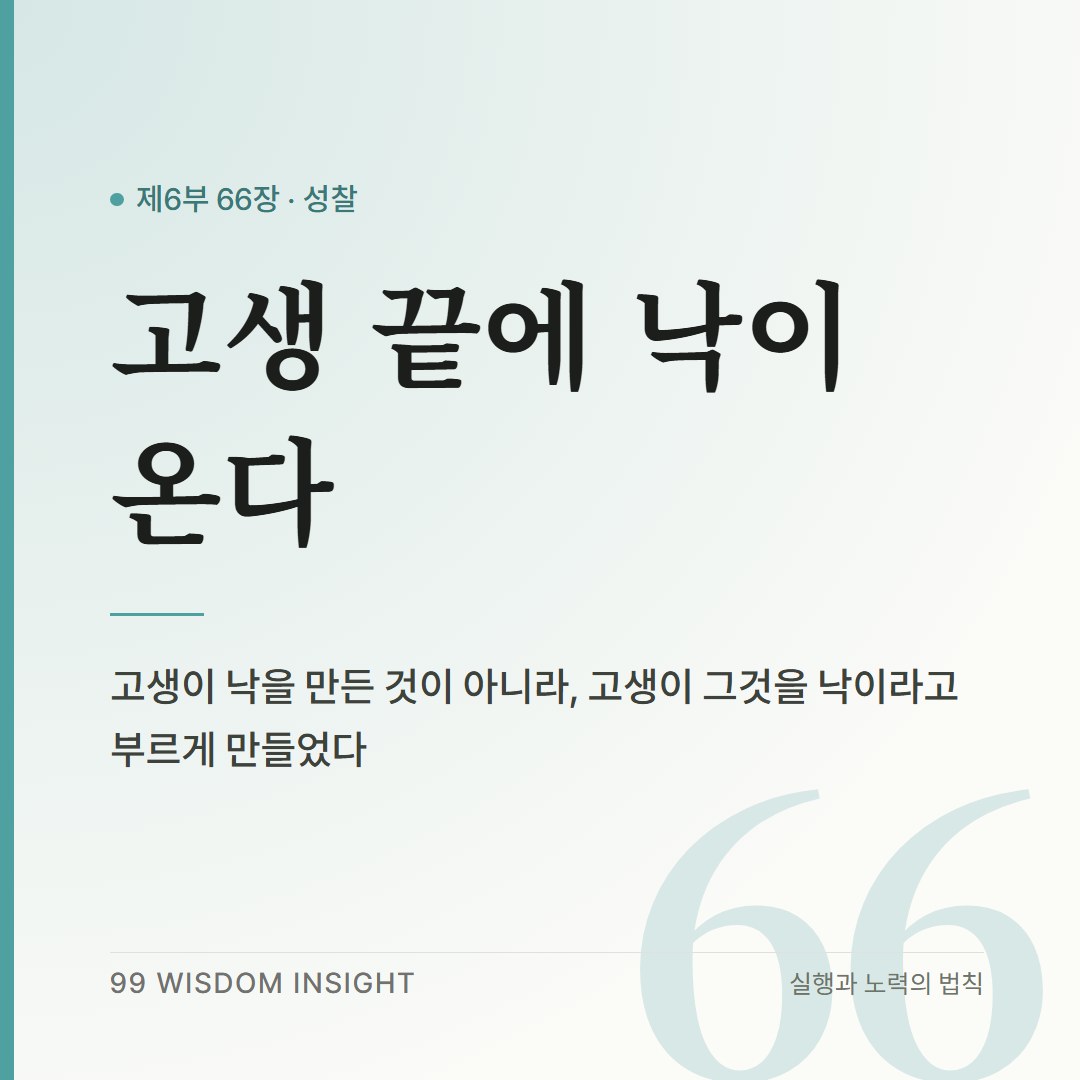 제6부 66장 · 성찰
고생 끝에 낙이
온다
고생이 낙을 만든 것이 아니라, 고생이 그것을 낙이라고
부르게 만들었다
66
99 WISDOM INSIGHT
실행과 노력의 법칙